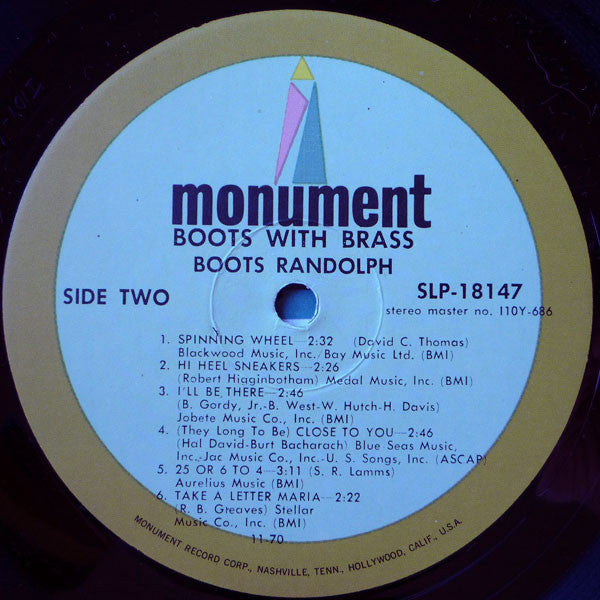 monument
BOOTS WITH BRASS
BOOTS RANDOLPH
SIDE TWO
SLP-18147
stereo master no. 110Y-686
1. SPINNING WHEEL—2:32 (David C. Thomas)
Blackwood Music, Inc./Bay Music Ltd. (BMI)
2. HI HEEL SNEAKERS—2:26
(Robert Hiaginbotham) Medal Music, Inc. (BMI)
3. I'LL BE THERE—2:46
(B. Gordy, Jr.-B. West-W. Hutch-H. Davis)
Jobete Music Co., Inc. (BMI)
4. (They Long To Be) CLOSE TO YOU—2:46
(Hal David-Burt Bacharach) Blue Seas Music,
Inc.-Jac Music Co., Inc.-U. S. Songs, Inc. (ASCAP)
5. 25 OR 6 TO 4—3:11 (S. R. Lamms)
Aurelius Music (BMI)
6. TAKE A LETTER MARIA—2:22
(R. B. Greaves) Stellar
Music Co., Inc. (BMI)
11-70
MONUMENT RECORD CORP., NASHVILLE, TENN., HOLLYWOOD, CALIF., U.S.A.